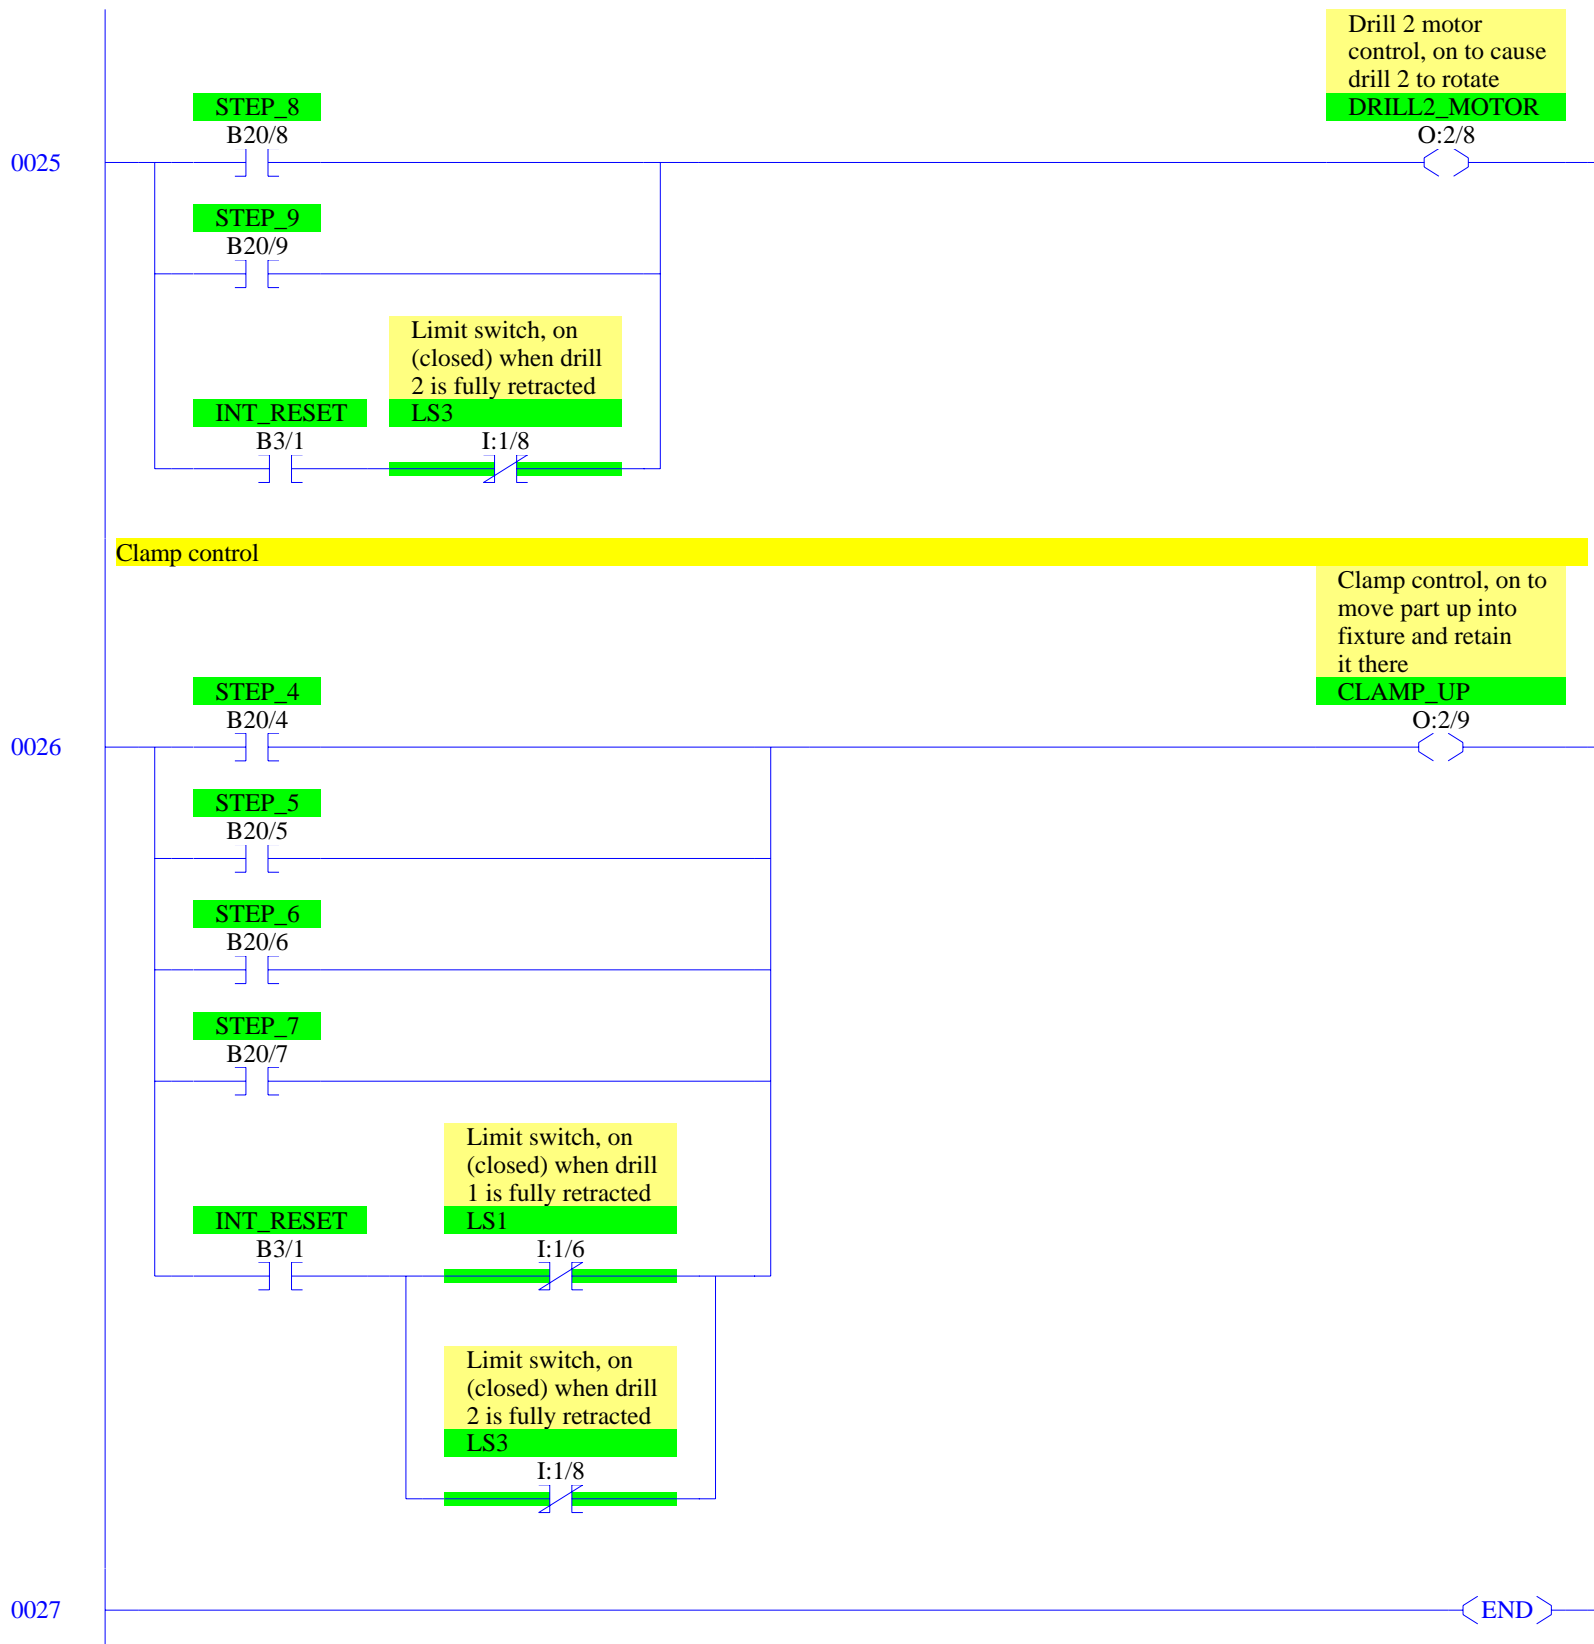 Drill 2 motor
control, on to cause
drill 2 to rotate
STEP_8
DRILL2_MOTOR
B20/8
O:2/8
0025
STEP_9
B20/9
Limit switch, on
(closed) when drill
2 is fully retracted
INT_RESET
LS3
B3/1
I:1/8
Clamp control
Clamp control, on to
move part up into
fixture and retain
it there
STEP_4
CLAMP_UP
B20/4
O:2/9
0026
STEP_5
B20/5
STEP_6
B20/6
STEP_7
B20/7
Limit switch, on
(closed) when drill
1 is fully retracted
INT_RESET
LS1
B3/1
I:1/6
Limit switch, on
(closed) when drill
2 is fully retracted
LS3
I:1/8
0027
END